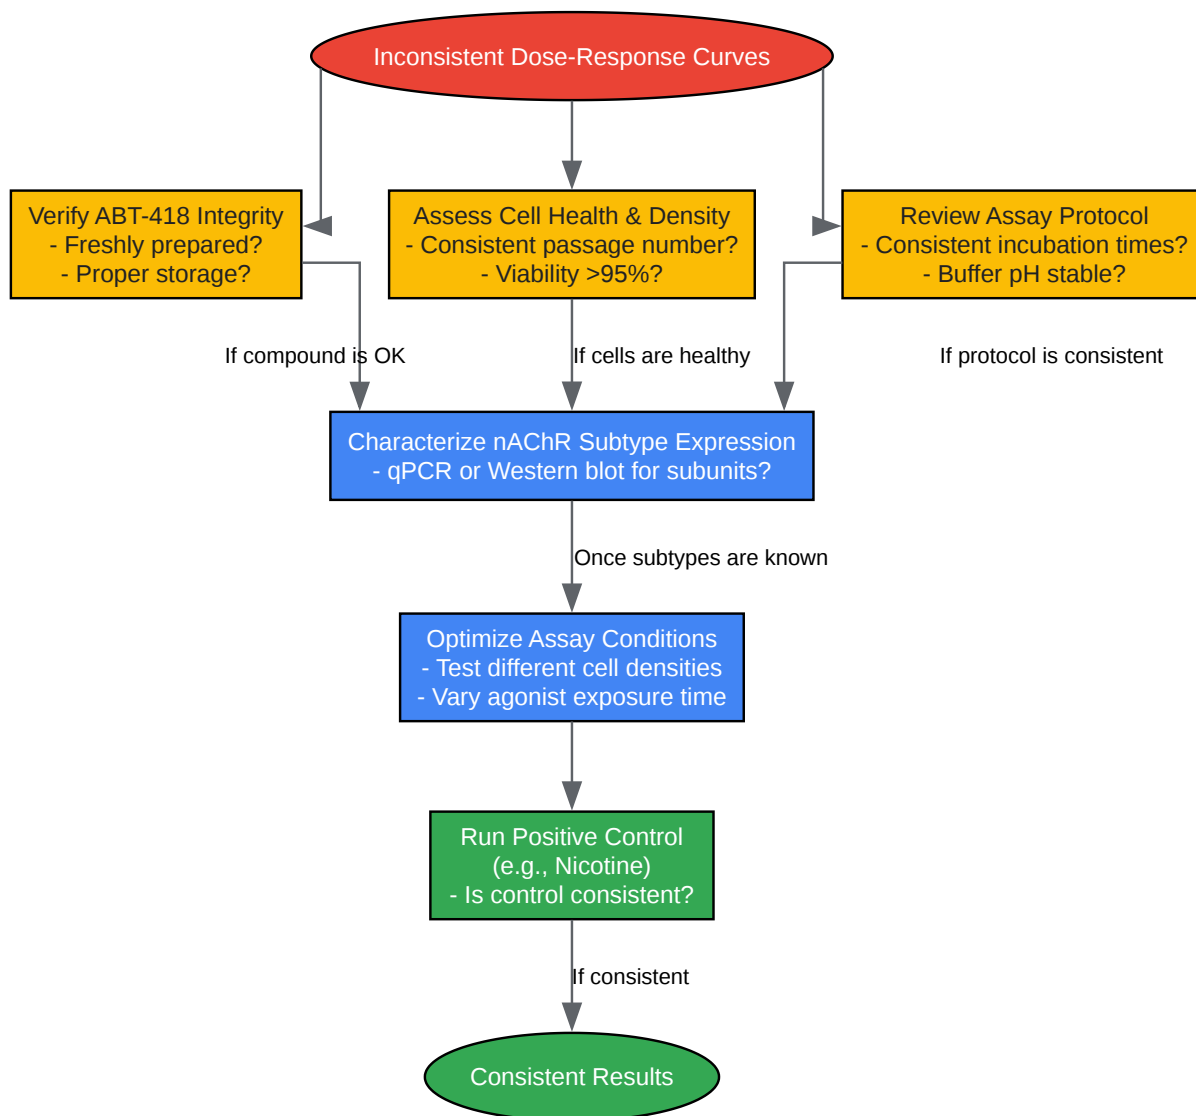 Inconsistent Dose-Response Curves
Verify ABT-418 Integrity
- Freshly prepared?
- Proper storage?
Assess Cell Health & Density
- Consistent passage number?
- Viability >95%?
Review Assay Protocol
- Consistent incubation times?
- Buffer pH stable?
If compound is OK
If cells are healthy
If protocol is consistent
Characterize nAChR Subtype Expression
- qPCR or Western blot for subunits?
Once subtypes are known
Optimize Assay Conditions
- Test different cell densities
- Vary agonist exposure time
Run Positive Control
(e.g., Nicotine)
- Is control consistent?
If consistent
Consistent Results